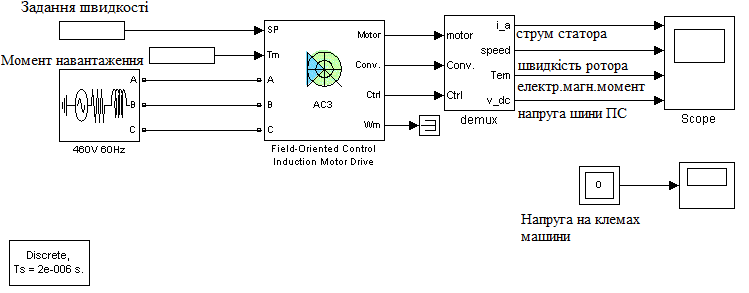 Задання швидкості
Момент навантаження
A
B
C
460V 60Hz
SP
Tm
A
B
C
AC3
Motor
Conv.
Ctrl
Wm
Field-Oriented Control
Induction Motor Drive
motor
Conv.
Ctrl
i_a
speed
Tem
v_dc
demux
струм статора
швидкість ротора
електр.магн.момент
напруга шини ПС
Scope
0
Напруга на клемах
машини
Discrete,
Ts = 2e-006 s.